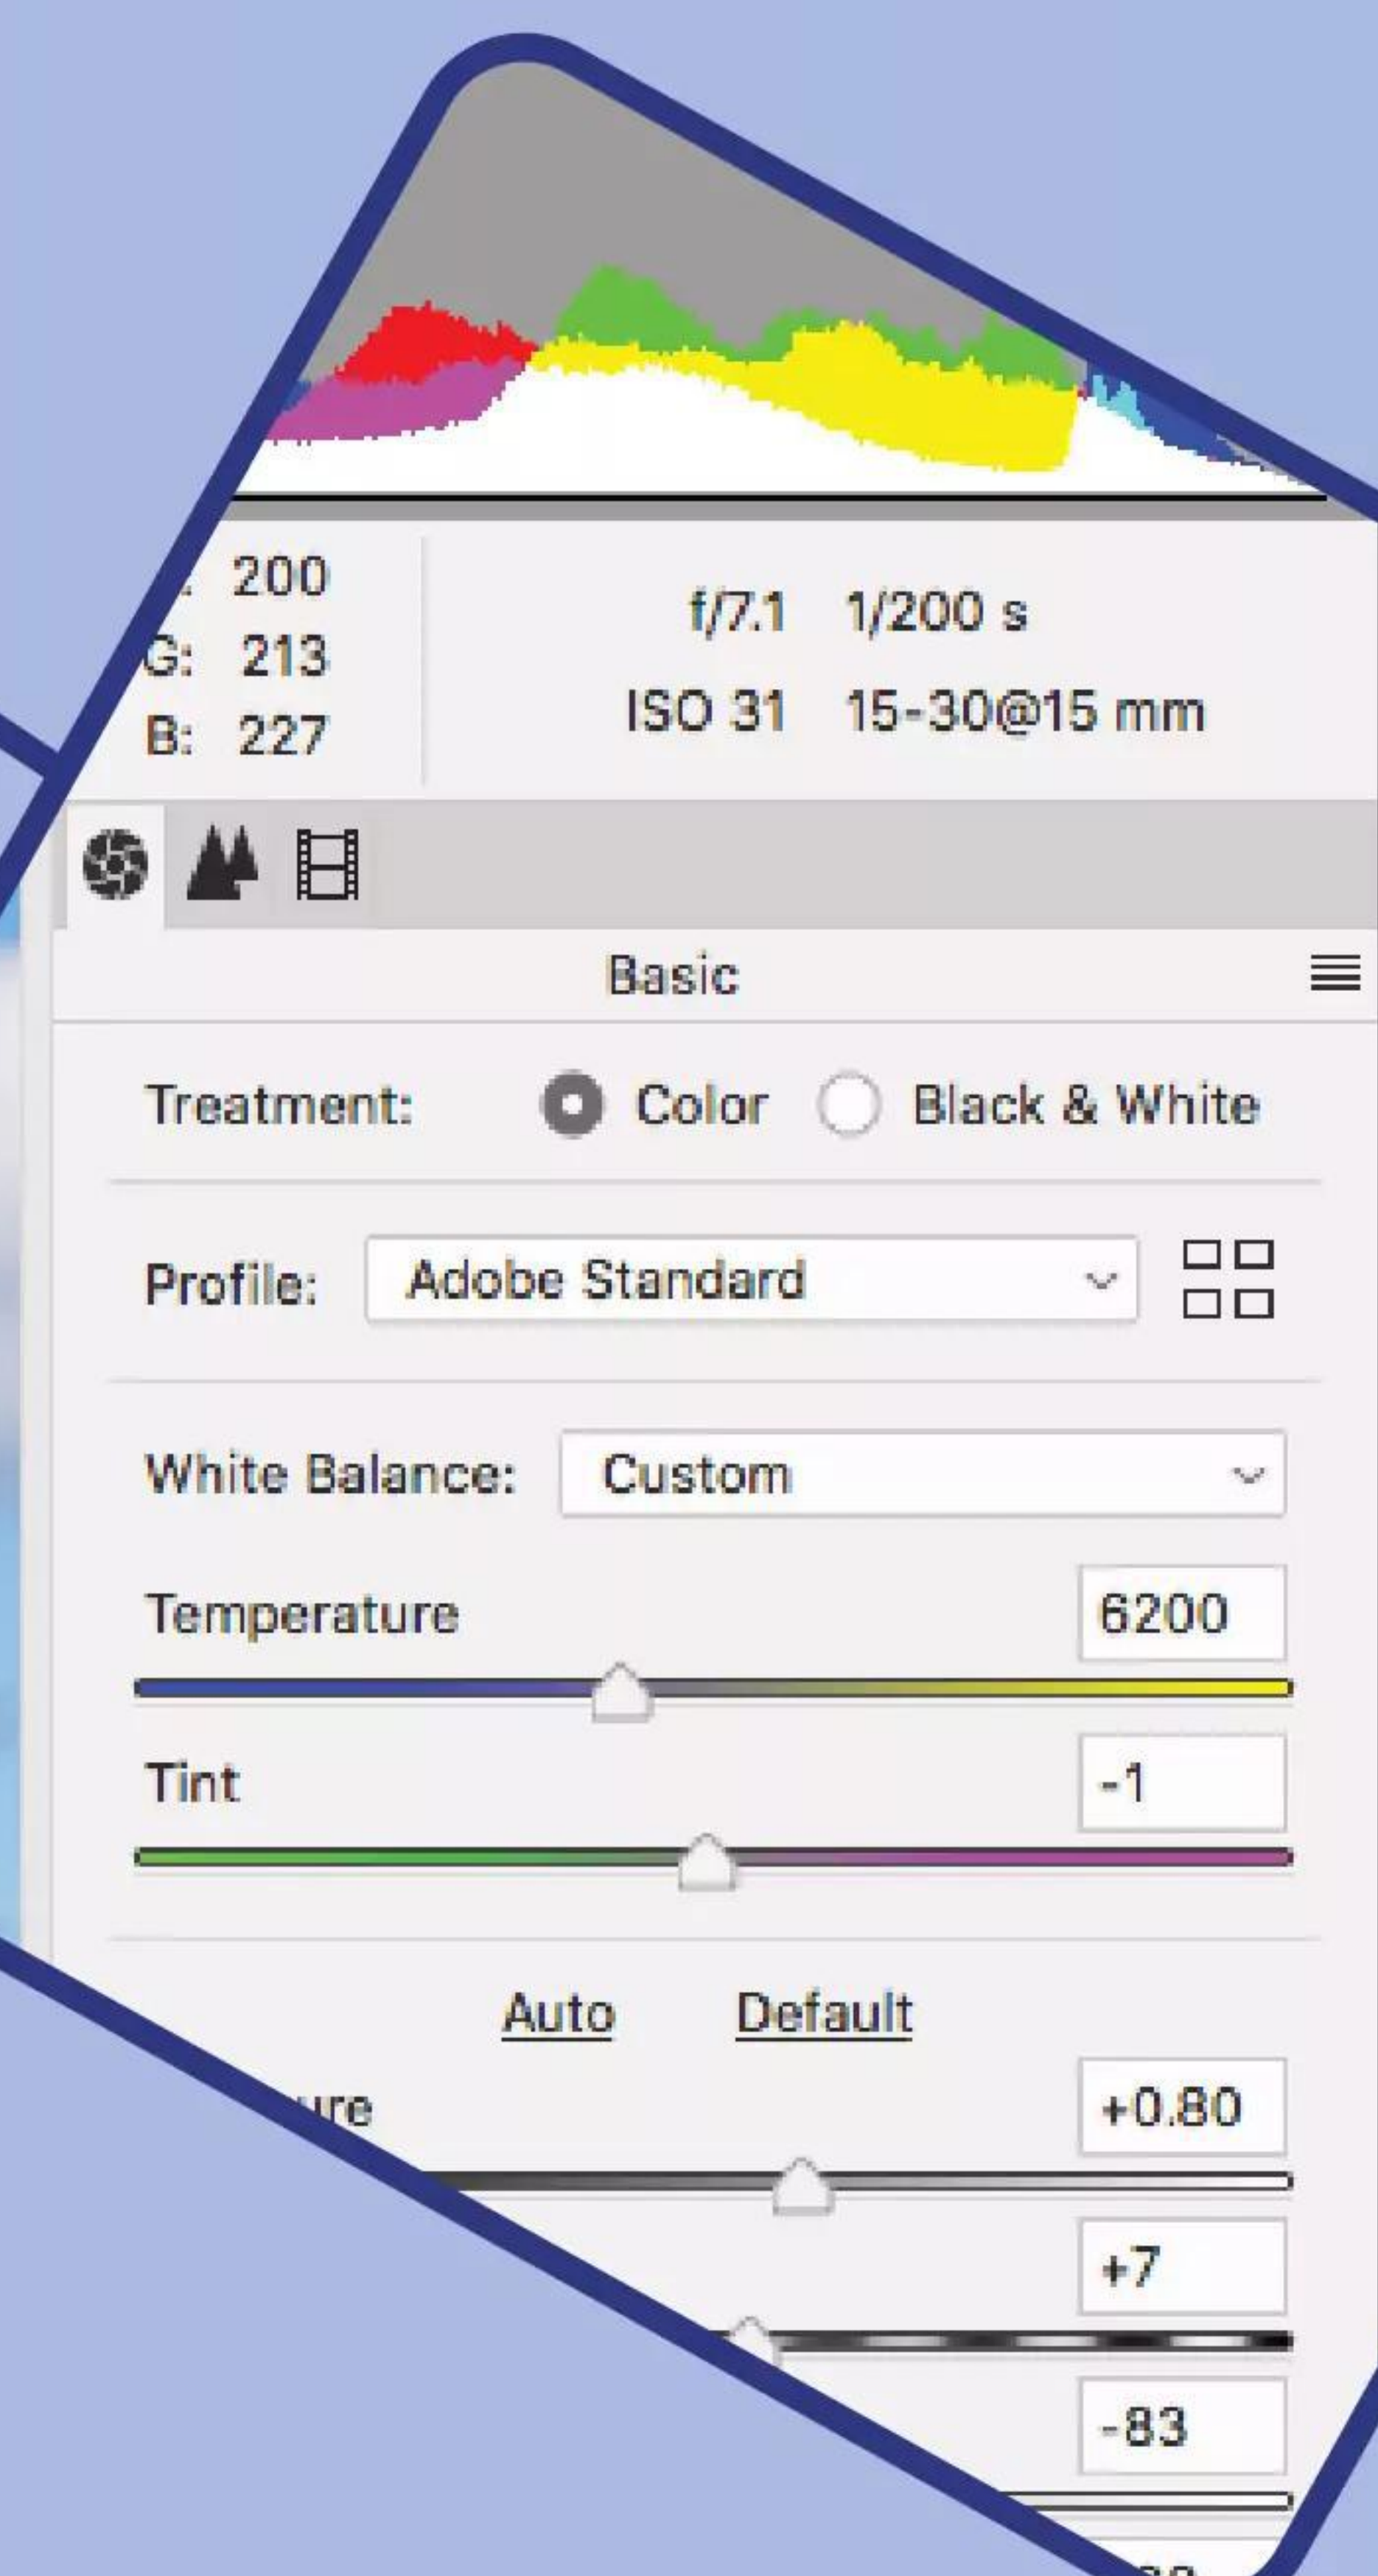 200
G: 213
B: 227
f/7.1 1/200 s
ISO 31 15-30@15 mm
Basic
Treatment: Color Black & White
Profile: Adobe Standard
White Balance: Custom
Temperature 6200
Tint -1
Auto Default
ure +0.80
+7
-83